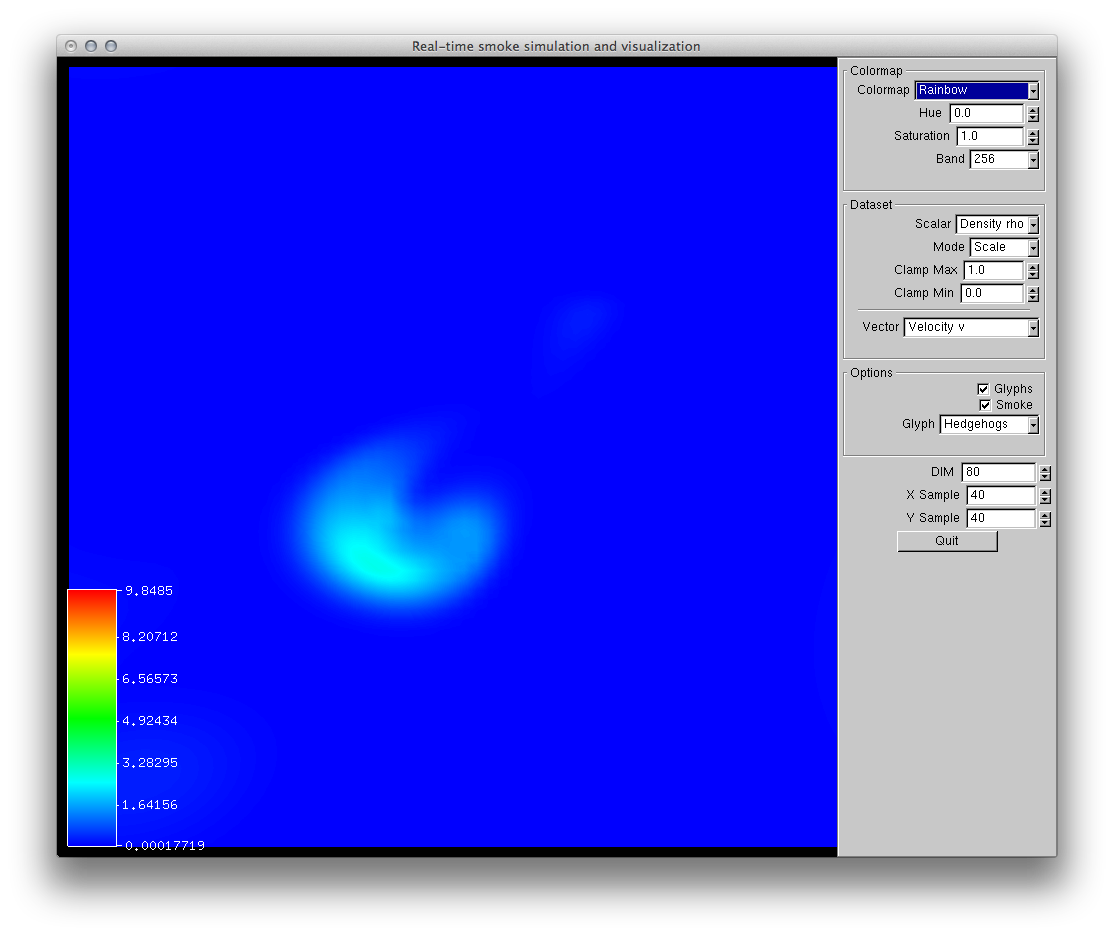 Real-time smoke simulation and visualization
Colormap
Colormap Rainbow
Hue 0.0
Saturation 1.0
Band 256
Dataset
Scalar Density rho
Mode Scale
Clamp Max 1.0
Clamp Min 0.0
Vector Velocity v
Options
Glyphs
Smoke
Glyph Hedgehogs
DIM 80
X Sample 40
Y Sample 40
Quit
9.8485
8.20712
6.56573
4.92434
3.28295
1.64156
0.00017719